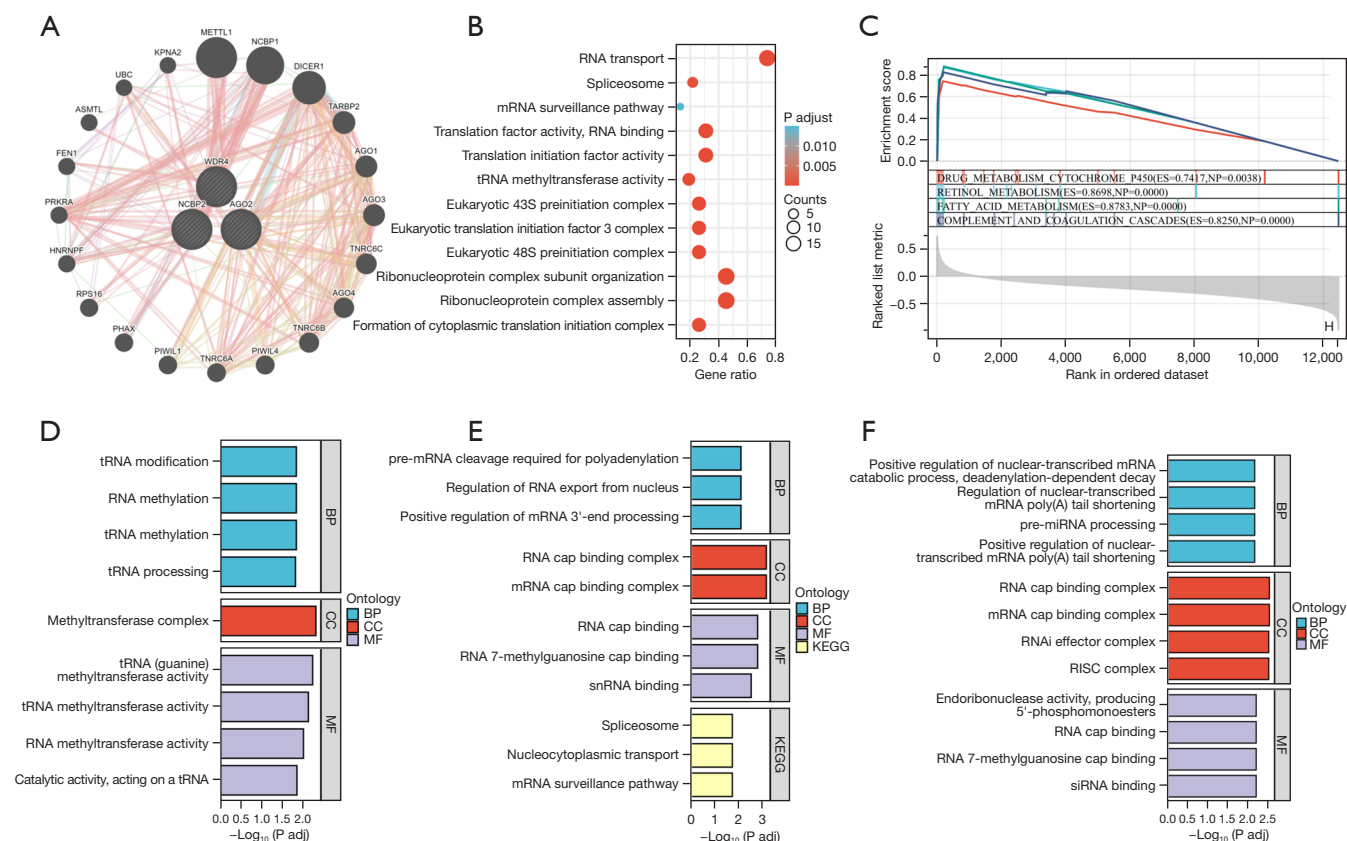 A
METTL1
NCBP1
KPNA2
DICER1
UBC
TARBP2
ASMTL
AGO1
FEN1
WDR4
AGO3
PRKRA
NCBP2
AGO2
TNRC6C
HNRNPF
AGO4
RPS16
TNRC6B
PHAX
PIWIL4
PIWIL1
TNRC6A
B
RNA transport
Spliceosome
mRNA surveillance pathway
Translation factor activity, RNA binding
Translation initiation factor activity
tRNA methyltransferase activity
Eukaryotic 43S preinitiation complex
Eukaryotic translation initiation factor 3 complex
Eukaryotic 48S preinitiation complex
Ribonucleoprotein complex subunit organization
Ribonucleoprotein complex assembly
Formation of cytoplasmic translation initiation complex
0.2 0.4 0.6 0.8
Gene ratio
P adjust
0.010
0.005
Counts
5
10
15
C
Enrichment score
0.8
0.6
0.4
0.2
0.0
DRUG_METABOLISM_CYTOCHROME_P450(ES=0.7417,NP=0.0038)
RETINOL_METABOLISM(ES=0.8698,NP=0.0000)
FATTY_ACID_METABOLISM(ES=0.8783,NP=0.0000)
COMPLEMENT_AND_COAGULATION_CASCADES(ES=0.8250,NP=0.0000)
Ranked list metric
0.5
0.0
−0.5
H
0 2,000 4,000 6,000 8,000 10,000 12,000
Rank in ordered dataset
D
tRNA modification
RNA methylation
tRNA methylation
tRNA processing
Methyltransferase complex
tRNA (guanine)
methyltransferase activity
tRNA methyltransferase activity
RNA methyltransferase activity
Catalytic activity, acting on a tRNA
BP
CC
MF
0.0 0.5 1.0 1.5 2.0
−Log10 (P adj)
Ontology
BP
CC
MF
E
pre-mRNA cleavage required for polyadenylation
Regulation of RNA export from nucleus
Positive regulation of mRNA 3'-end processing
RNA cap binding complex
mRNA cap binding complex
RNA cap binding
RNA 7-methylguanosine cap binding
snRNA binding
Spliceosome
Nucleocytoplasmic transport
mRNA surveillance pathway
BP
CC
MF
KEGG
0 1 2 3
−Log10 (P adj)
Ontology
BP
CC
MF
KEGG
F
Positive regulation of nuclear-transcribed mRNA
catabolic process, deadenylation-dependent decay
Regulation of nuclear-transcribed
mRNA poly(A) tail shortening
pre-miRNA processing
Positive regulation of nuclear-
transcribed mRNA poly(A) tail shortening
RNA cap binding complex
mRNA cap binding complex
RNAi effector complex
RISC complex
Endoribonuclease activity, producing
5'-phosphomonoesters
RNA cap binding
RNA 7-methylguanosine cap binding
siRNA binding
BP
CC
MF
0.0 0.5 1.0 1.5 2.0 2.5
−Log10 (P adj)
Ontology
BP
CC
MF